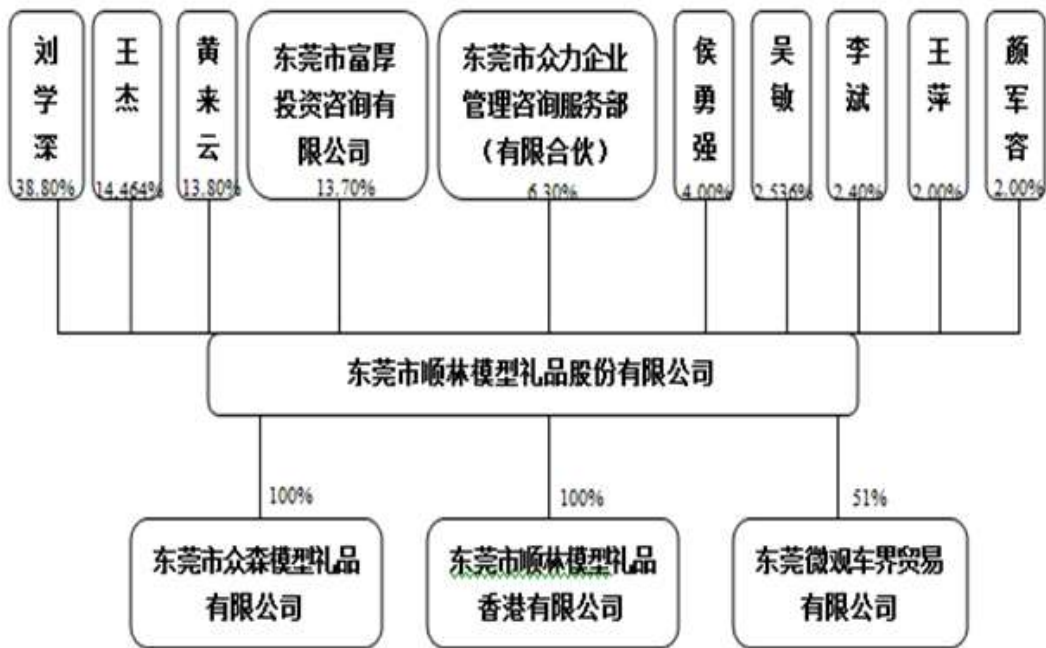 刘学深
38.80%
王杰
14.464%
黄来云
13.80%
东莞市富厚
投资咨询有
限公司
13.70%
东莞市众力企业
管理咨询服务部
（有限合伙）
6.30%
侯勇强
4.00%
吴敏
2.536%
李斌
2.40%
王萍
2.00%
颜军容
2.00%
东莞市顺林模型礼品股份有限公司
100%
100%
51%
东莞市众森模型礼品
有限公司
东莞市顺林模型礼品
香港有限公司
东莞微观车界贸易
有限公司